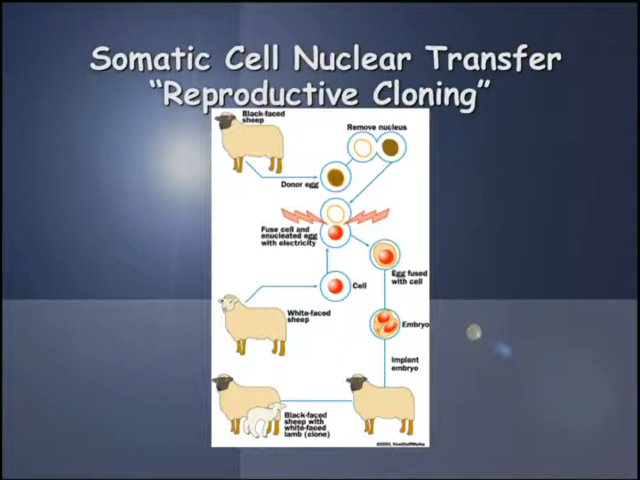 Somatic Cell Nuclear Transfer
“Reproductive Cloning”
Black-faced
sheep
Remove nucleus
Donor egg
Fuse cell and
enucleated egg
with electricity
Egg fused
with cell
Cell
White-faced
sheep
Embryo
Implant
embryo
Black-faced
sheep with
white-faced
lamb (clone)
©2001 HowStuffWorks